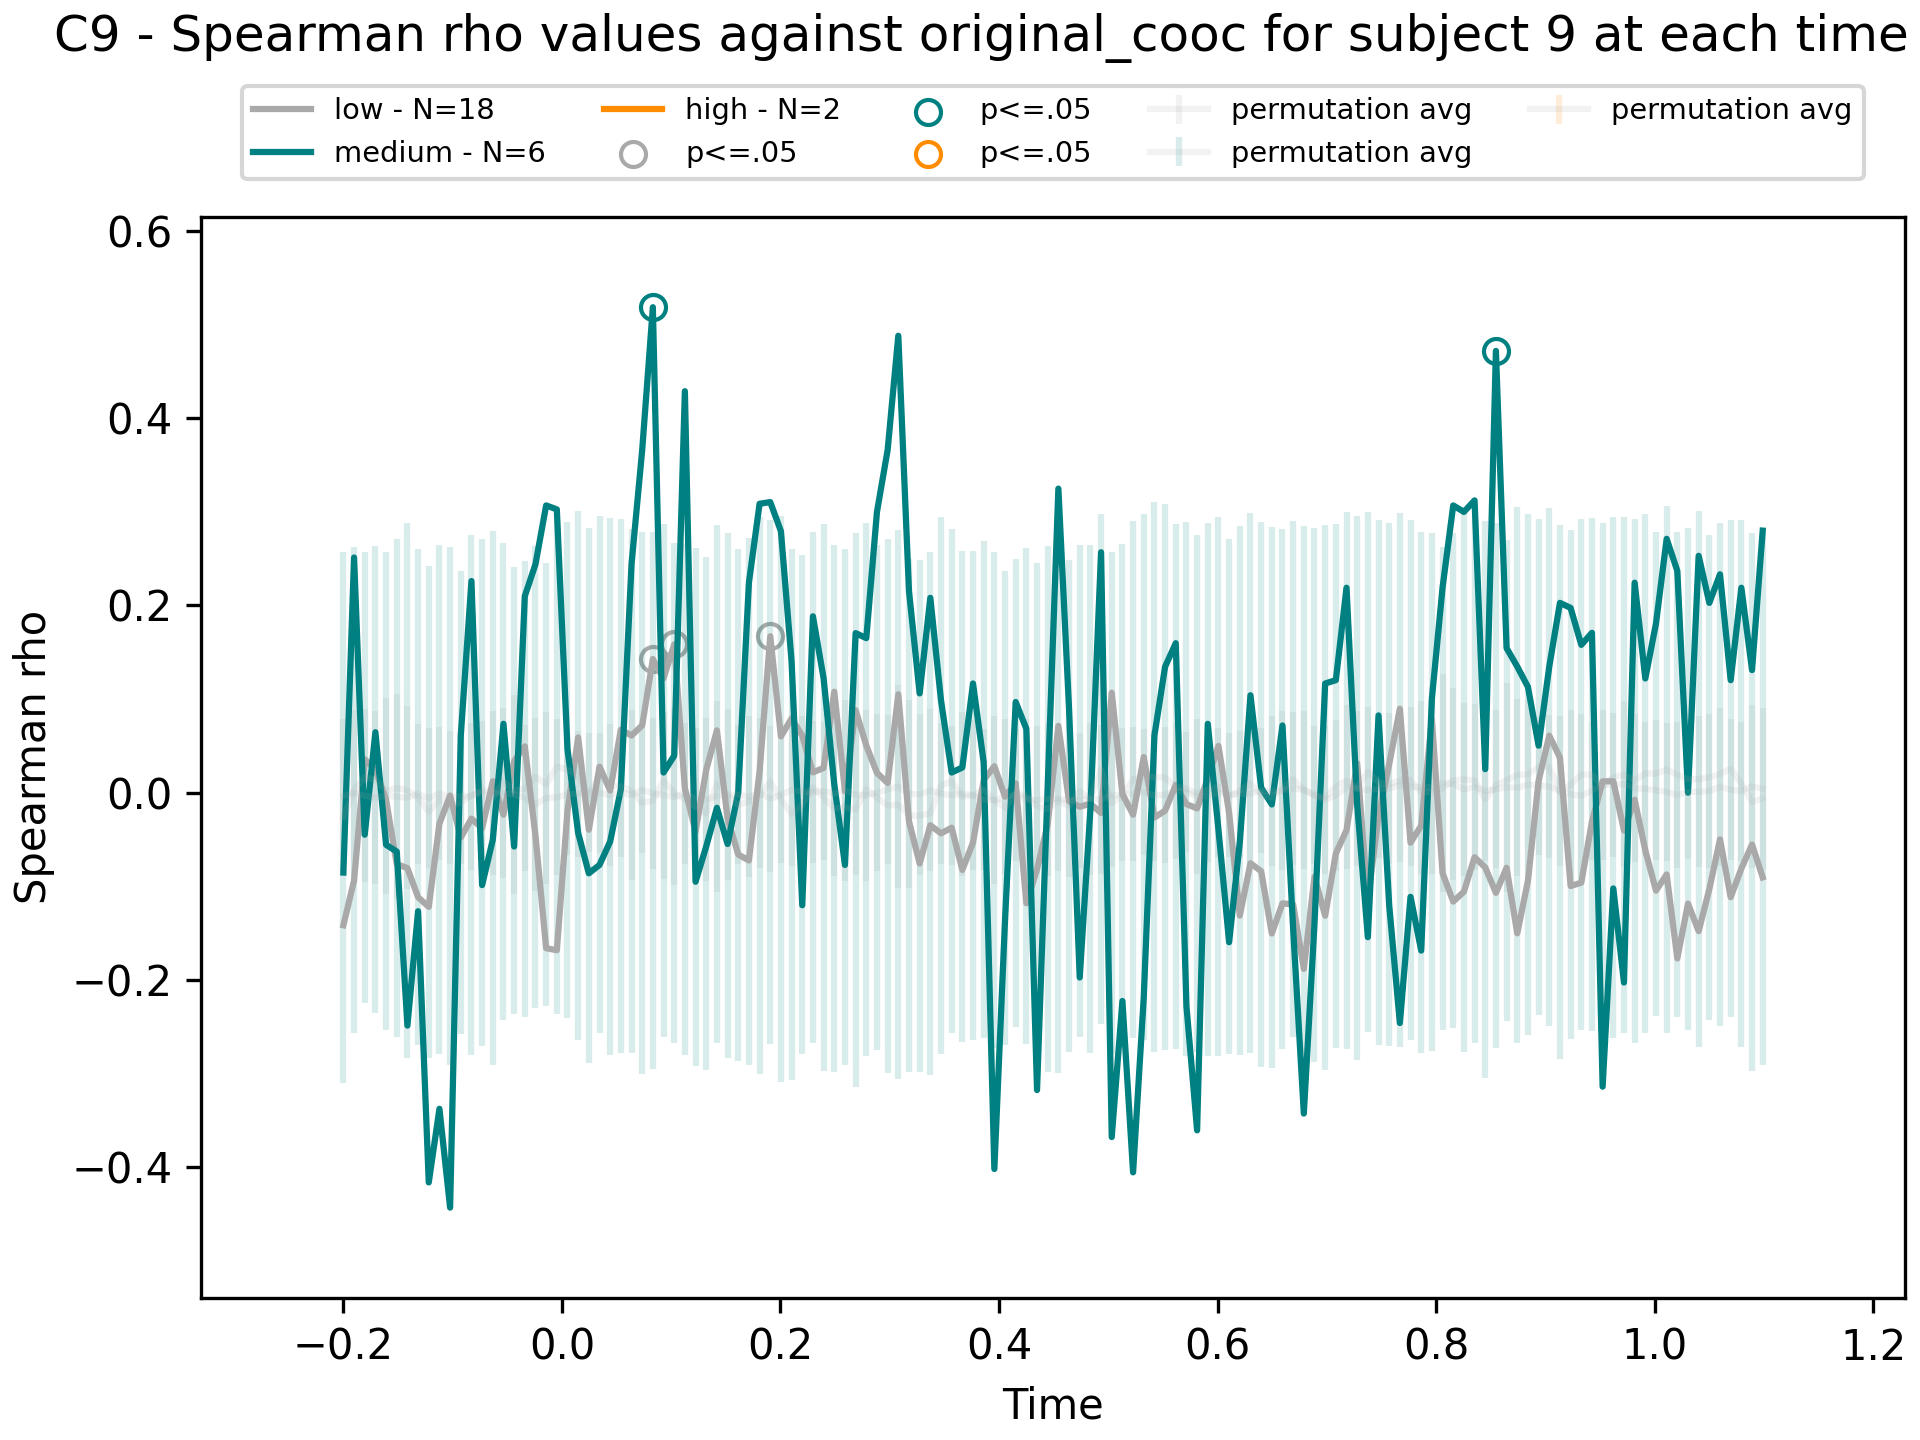 C9 - Spearman rho values against original_cooc for subject 9 at each time
low - N=18
high - N=2
p<=.05
permutation avg
permutation avg
medium - N=6
p<=.05
p<=.05
permutation avg
0.6
0.4
0.2
0.0
−0.2
−0.4
Spearman rho
−0.2 0.0 0.2 0.4 0.6 0.8 1.0 1.2
Time